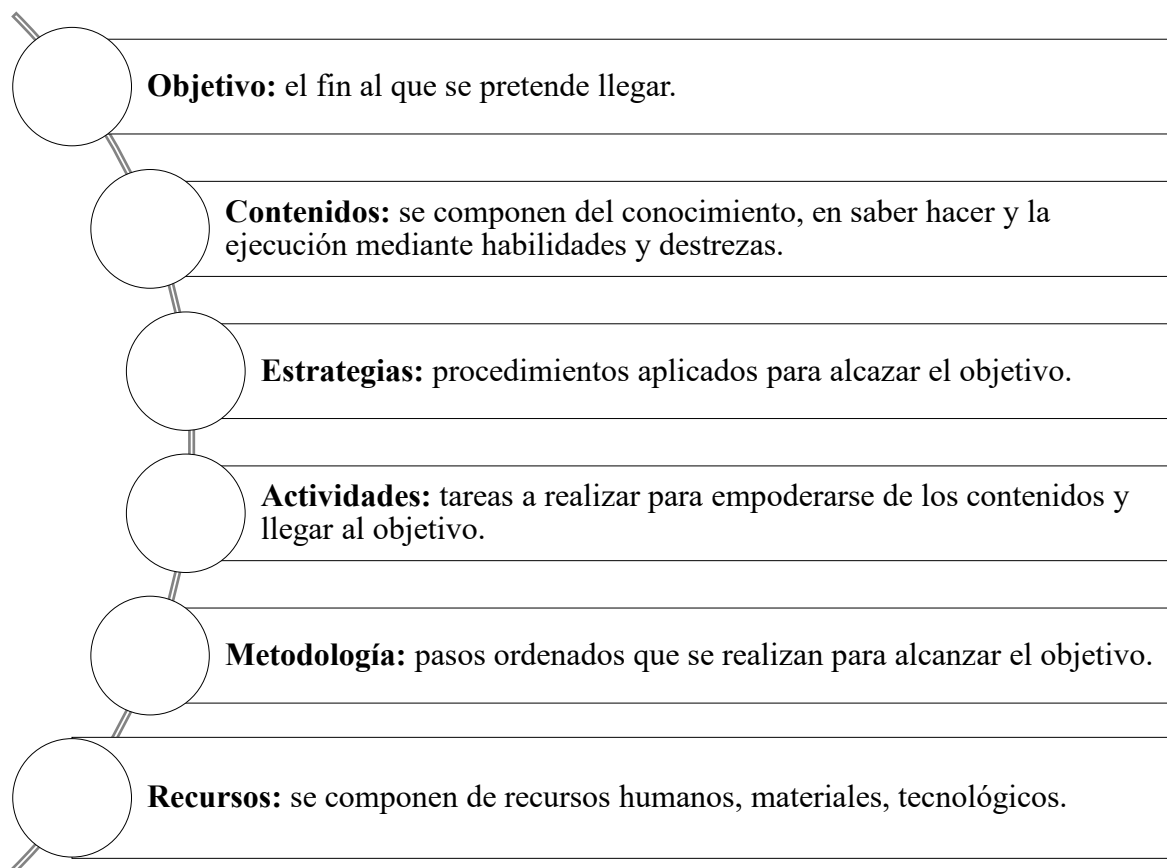 Objetivo: el fin al que se pretende llegar.
Contenidos: se componen del conocimiento, en saber hacer y la
ejecución mediante habilidades y destrezas.
Estrategias: procedimientos aplicados para alcazar el objetivo.
Actividades: tareas a realizar para empoderarse de los contenidos y
llegar al objetivo.
Metodología: pasos ordenados que se realizan para alcanzar el objetivo.
Recursos: se componen de recursos humanos, materiales, tecnológicos.